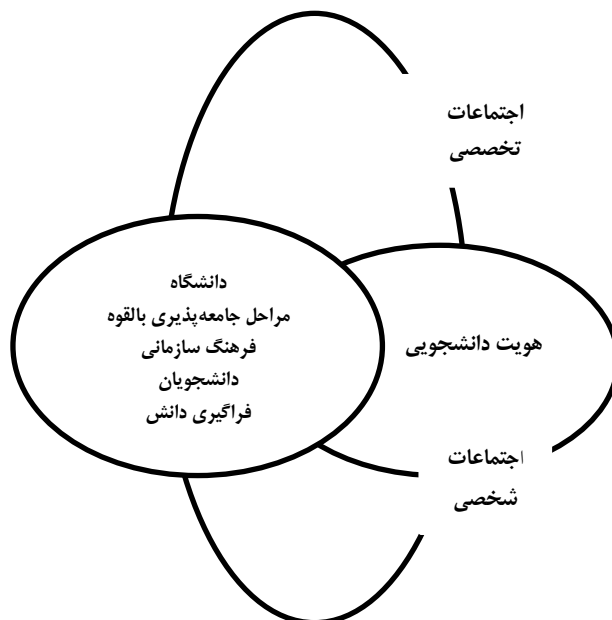 اجتماعات
تخصصی
دانشگاه
مراحل جامعه‌پذیری بالقوه
فرهنگ سازمانی
دانشجویان
فراگیری دانش
هویت دانشجویی
اجتماعات
شخصی